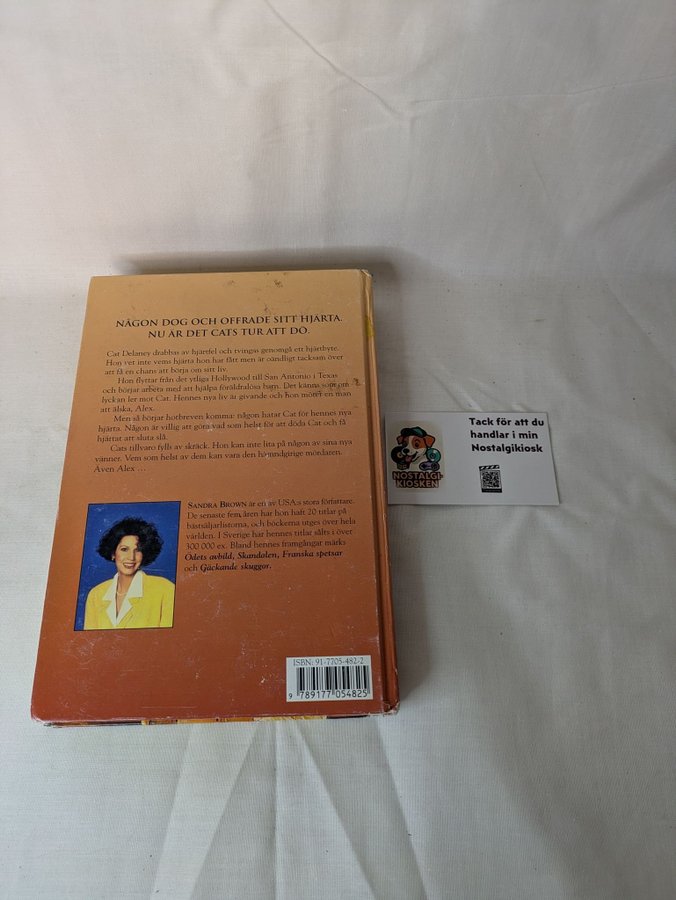 NÅGON DOG OCH OFFRADE SITT HJÄRTA.
NU ÄR DET CATS TUR ATT DÖ.
Cat Delaney drabbas av hjärtfel och tvingas genomgå ett hjärtbyte.
Hon vet inte vems hjärta hon har fått men är oändligt tacksam över
att få en chans att börja om sitt liv.
Hon flyttar från det ytliga Hollywood till San Antonio i Texas
och börjar arbeta med att hjälpa föräldralösa barn. Det känns som om
lyckan ler mot Cat. Hennes nya liv är givande och hon möter en man
att älska, Alex.
Men så börjar hotbreven komma: någon hatar Cat för hennes nya
hjärta. Någon är villig att göra vad som helst för att döda Cat och få
hjärtat att sluta slå.
Cats tillvaro fylls av skräck. Hon kan inte lita på någon av sina nya
vänner. Vem som helst av dem kan vara den hämndgirige mördaren.
Även Alex …
SANDRA BROWN är en av USA:s stora författare.
De senaste fem åren har hon haft 20 titlar på
bästsäljarlistorna, och böckerna utges över hela
världen. I Sverige har hennes titlar sålts i över
300 000 ex. Bland hennes framgångar märks
Ödets avbild, Skandalen, Franska spetsar
och Gäckande skuggor.
ISBN: 91-7705-482-2
9 789177 054825
Tack för att du
handlar i min
Nostalgikiosk
NOSTALGI-
KIOSKEN